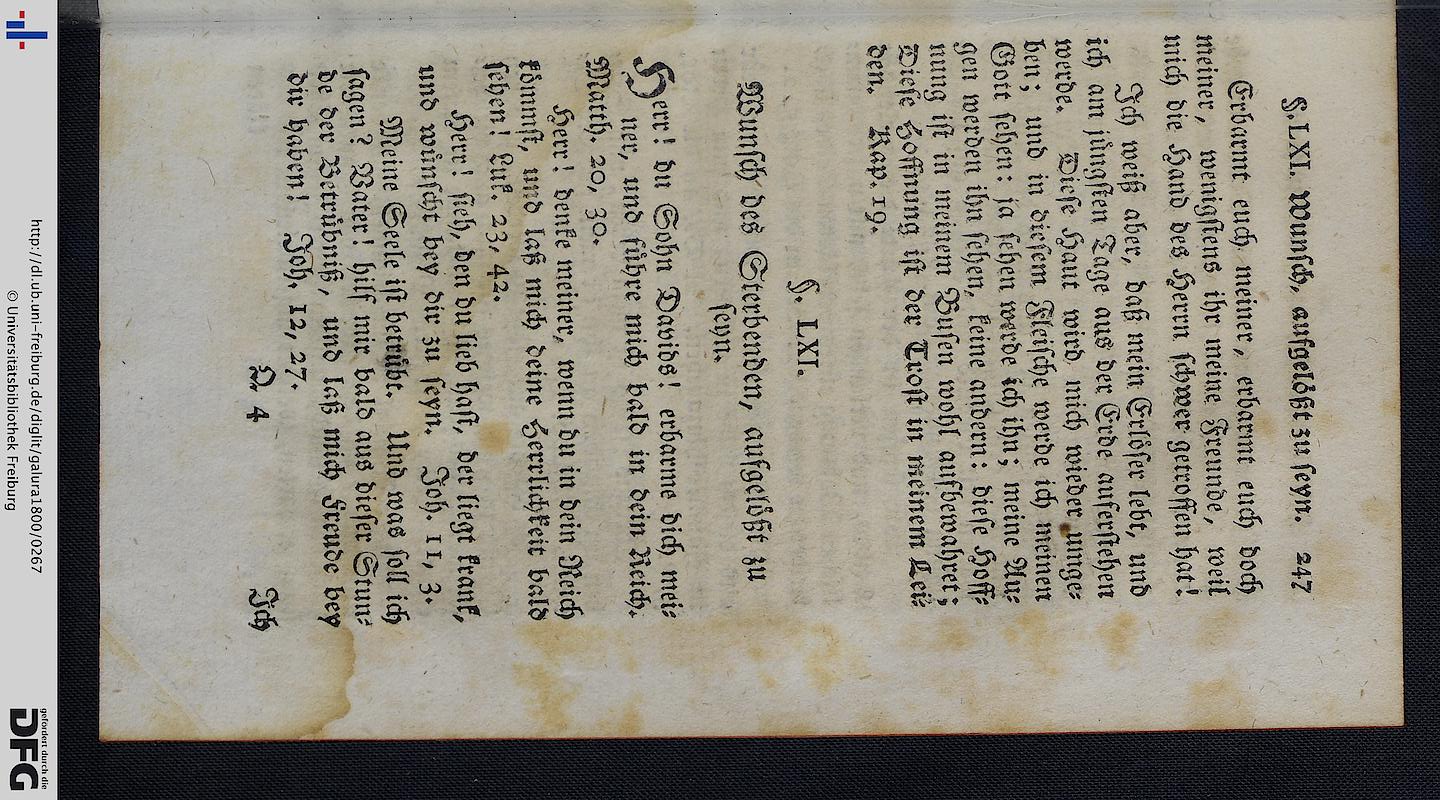 §. LXI. Wunsch, aufgelößt zu seyn. 247
Erbarmt euch meiner, erbarmt euch doch
meiner, wenigstens ihr meine Freunde, weil
mich die Hand des Herrn schwer getroffen hat!
Ich weiß aber, daß mein Erlöser lebt, und
ich am jüngsten Tage aus der Erde auferstehen
werde. Diese Haut wird mich wieder umge-
ben; und in diesem Fleische werde ich meinen
Gott sehen: ja sehen werde ich ihn; meine Au-
gen werden ihn sehen, keine andern: diese Hoff-
nung ist in meinem Busen wohl aufbewahret;
Diese Hoffnung ist der Trost in meinem Lei-
den. Kap. 19.
§. LXI.
Wunsch des Sterbenden, aufgelößt zu
seyn.
Herr! du Sohn Davids! erbarme dich mei-
ner, und führe mich bald in dein Reich.
Matth. 20, 30.
Herr! denke meiner, wenn du in dein Reich
kömmst, und laß mich deine Herrlichkeit bald
sehen! Luk. 23, 42.
Herr! sieh, den du lieb hast, der liegt krank,
und wünscht bey dir zu seyn. Joh. 11, 3.
Meine Seele ist betrübt. Und was soll ich
sagen? Vater! hilf mir bald aus dieser Stun-
de der Betrübniß, und laß mich Freude bey
dir haben! Joh. 12, 27.
Q 4 Ich
http://dl.ub.uni-freiburg.de/diglit/galura1800/0267
© Universitätsbibliothek Freiburg
gefördert durch die
DFG